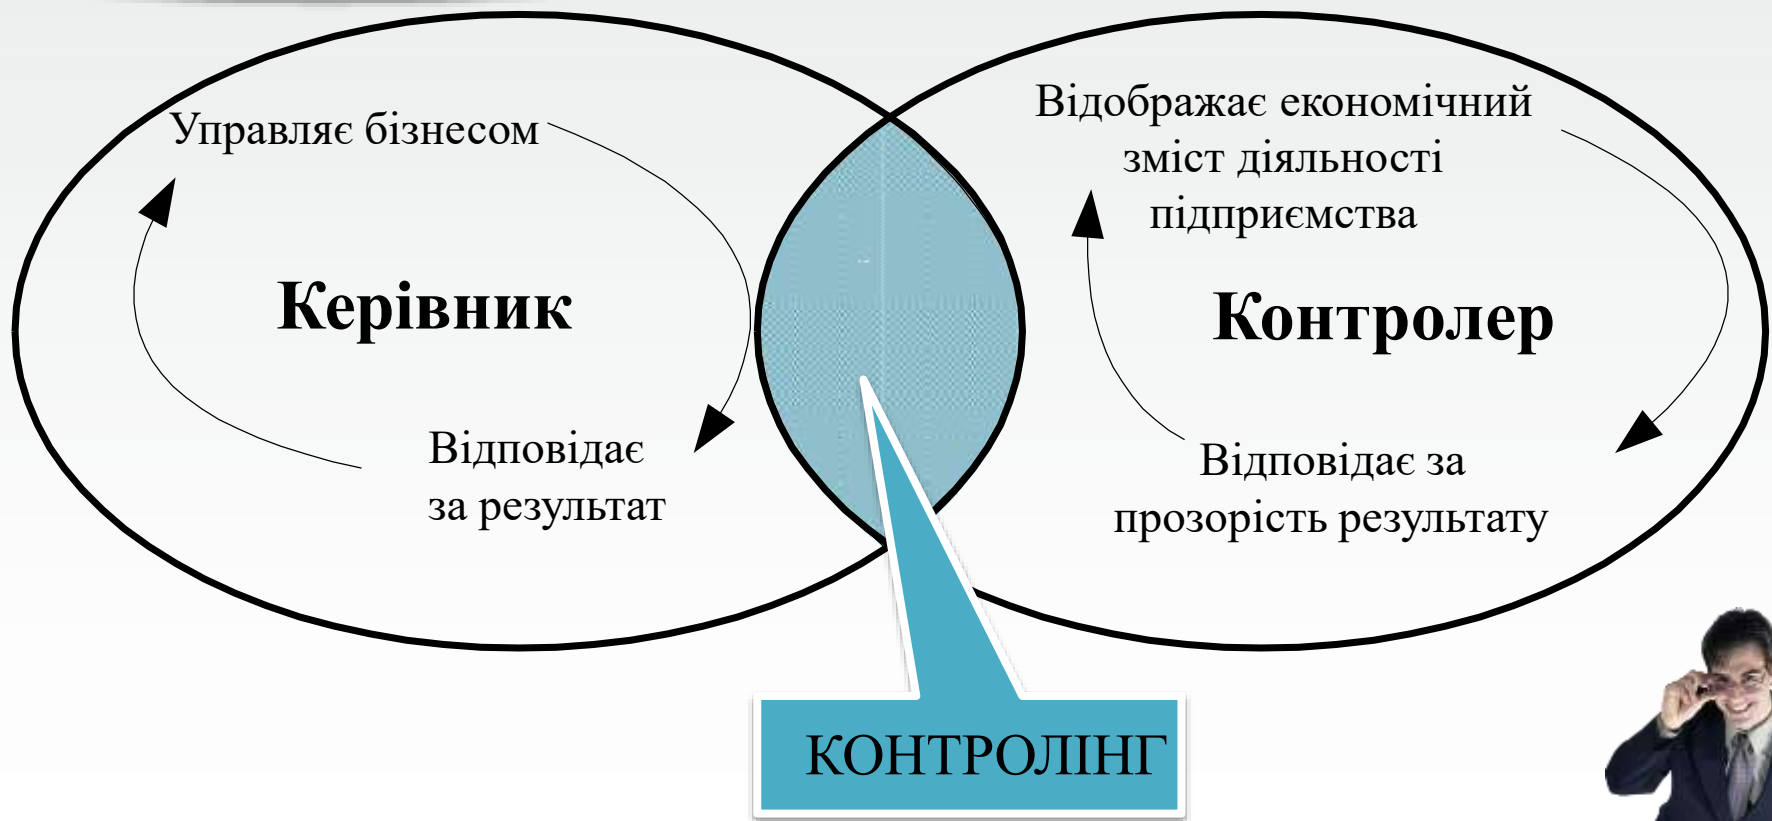 Управляє бізнесом
Керівник
Відповідає
за результат
Відображає економічний
зміст діяльності
підприємства
Контролер
Відповідає за
прозорість результату
КОНТРОЛІНГ